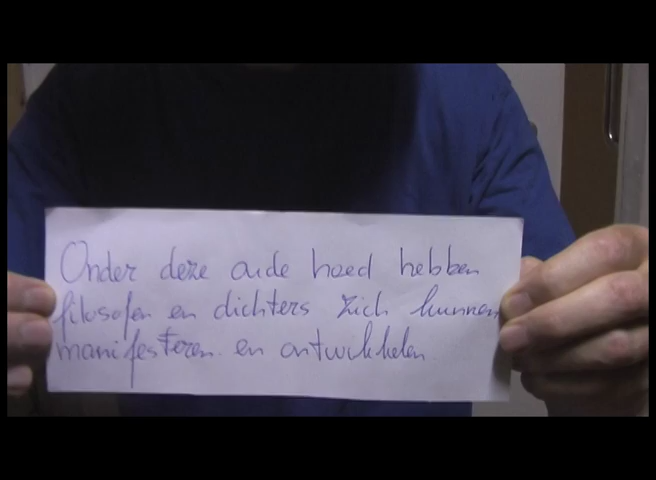 Onder deze oude hoed hebben
filosofen en dichters zich kunnen
manifesteren en ontwikkelen